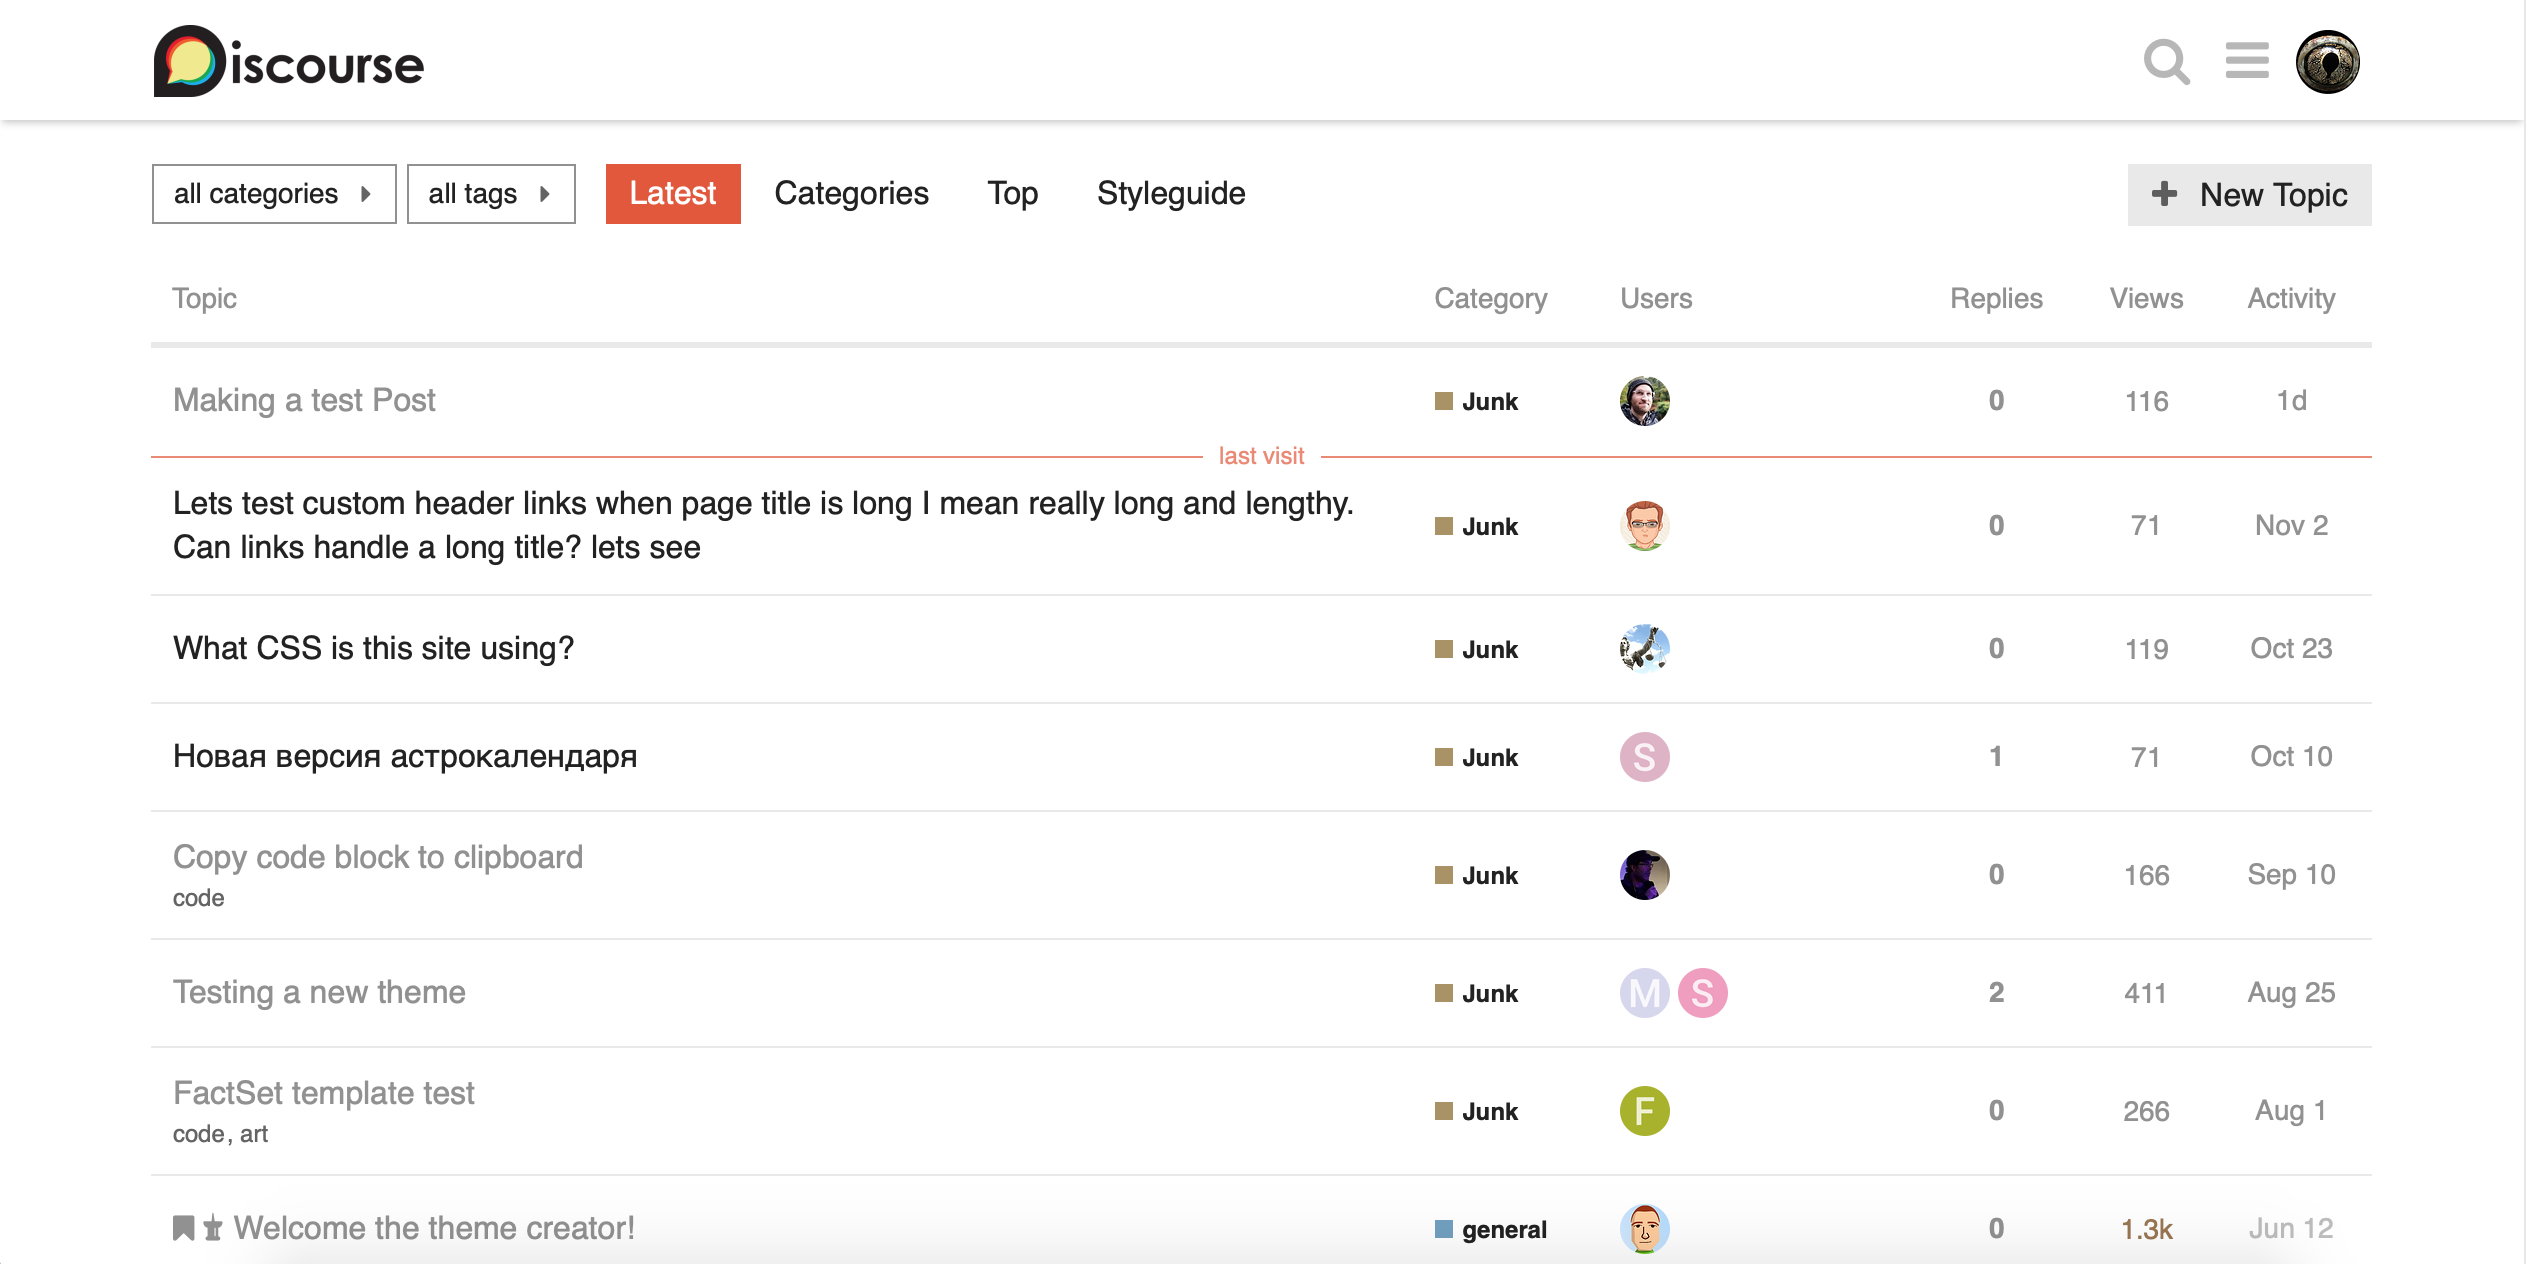 Discourse
all categories all tags Latest Categories Top Styleguide + New Topic
Topic Category Users Replies Views Activity
Making a test Post Junk 0 116 1d
last visit
Lets test custom header links when page title is long I mean really long and lengthy.
Can links handle a long title? lets see Junk 0 71 Nov 2
What CSS is this site using? Junk 0 119 Oct 23
Новая версия астрокалендаря Junk S 1 71 Oct 10
Copy code block to clipboard Junk 0 166 Sep 10
code
Testing a new theme Junk M S 2 411 Aug 25
FactSet template test Junk F 0 266 Aug 1
code, art
Welcome the theme creator! general 0 1.3k Jun 12